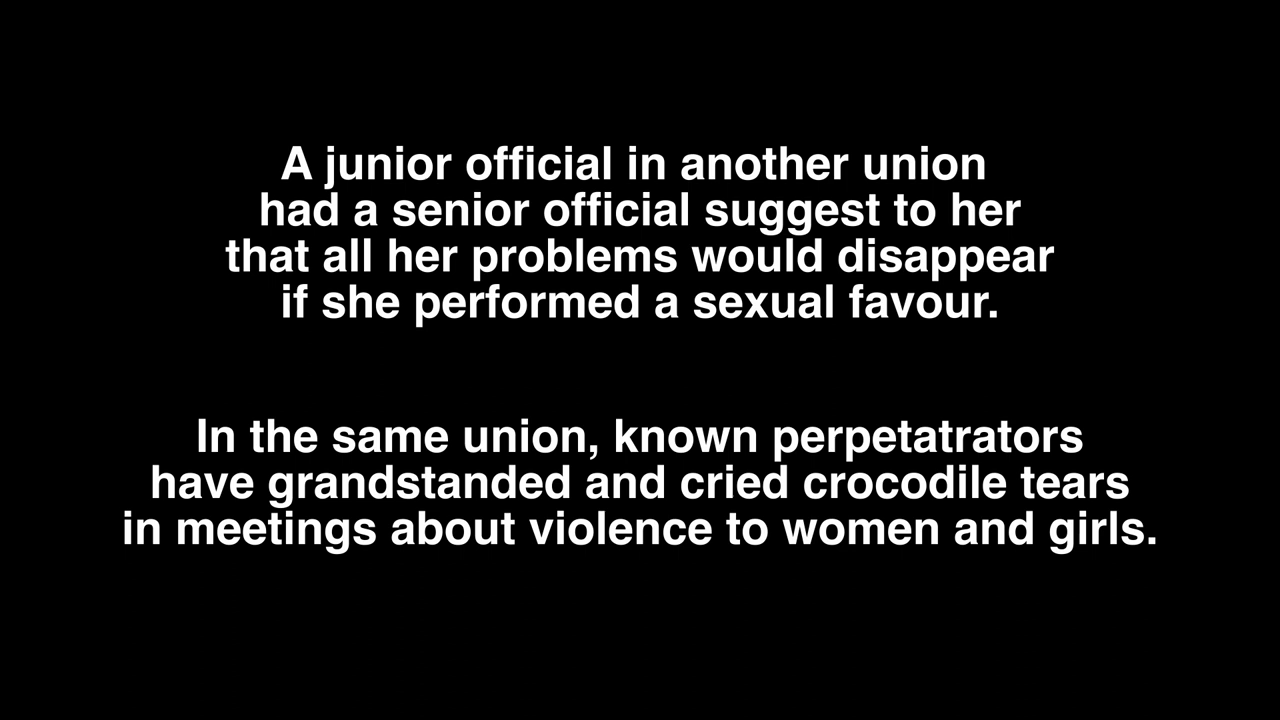 A junior official in another union
had a senior official suggest to her
that all her problems would disappear
if she performed a sexual favour.
In the same union, known perpetatrators
have grandstanded and cried crocodile tears
in meetings about violence to women and girls.